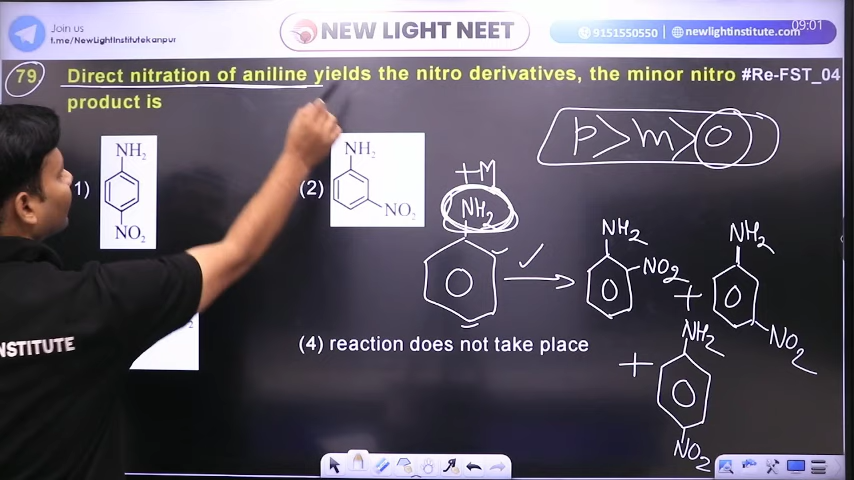 Join us
t.me/NewLightInstitutekanpur
NEW LIGHT NEET
9151550550 | newlightinstitute.com
09:01
79 Direct nitration of aniline yields the nitro derivatives, the minor nitro #Re-FST_04
product is
p>m>o
1)
NH2
NO2
(2)
NH2
NO2
+M
NH2
NH2
NO2
+
NH2
NO2
+
NH2
NO2
NSTITUTE
(4) reaction does not take place